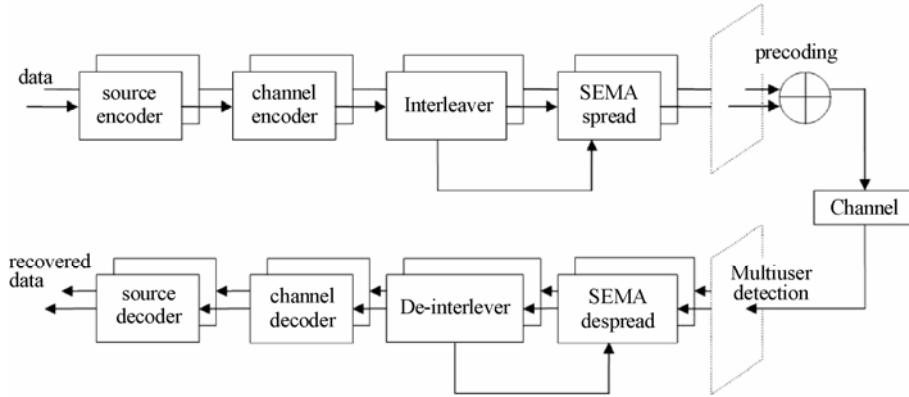 data
source
encoder
channel
encoder
Interleaver
SEMA
spread
precoding
Channel
recovered
data
source
decoder
channel
decoder
De-interlever
SEMA
despread
Multiuser
detection